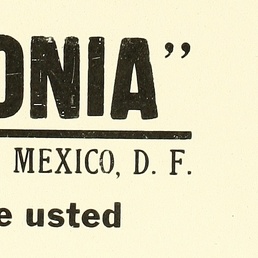 ONIA”
MEXICO, D. F.
e usted